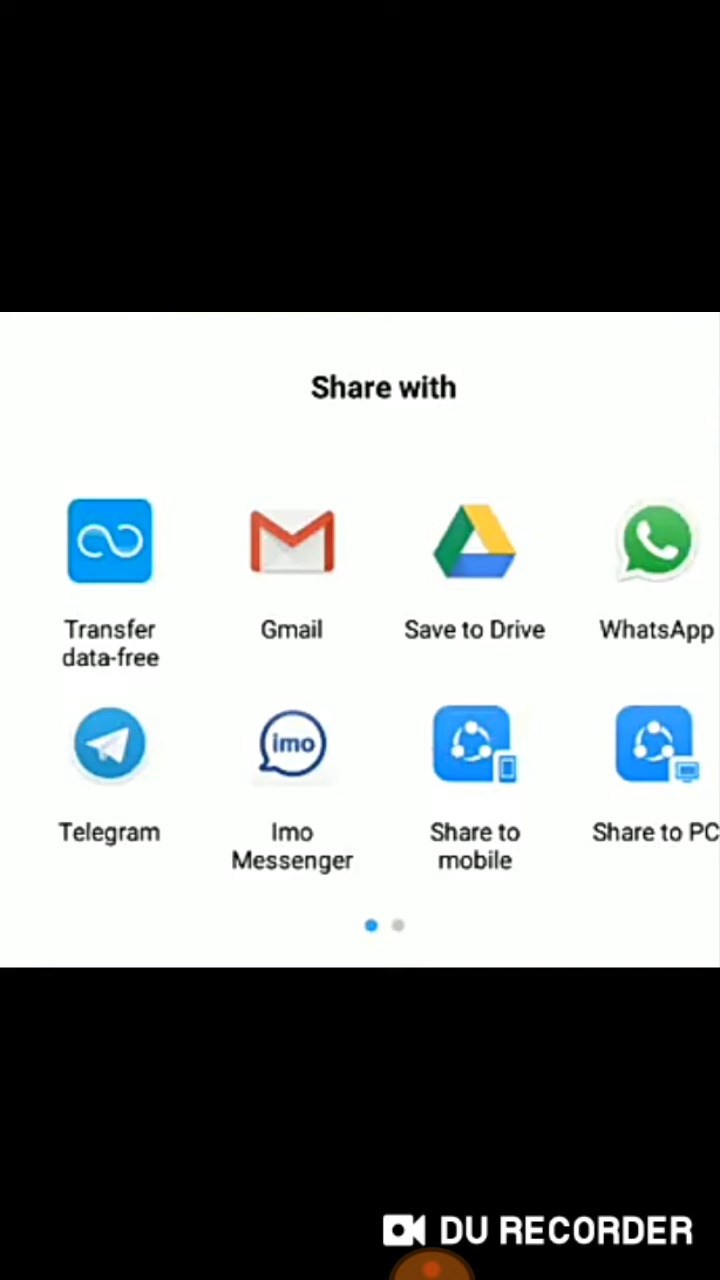 Share with
Transfer
data-free
Gmail
Save to Drive
WhatsApp
Telegram
imo
Imo
Messenger
Share to
mobile
Share to PC
DU RECORDER